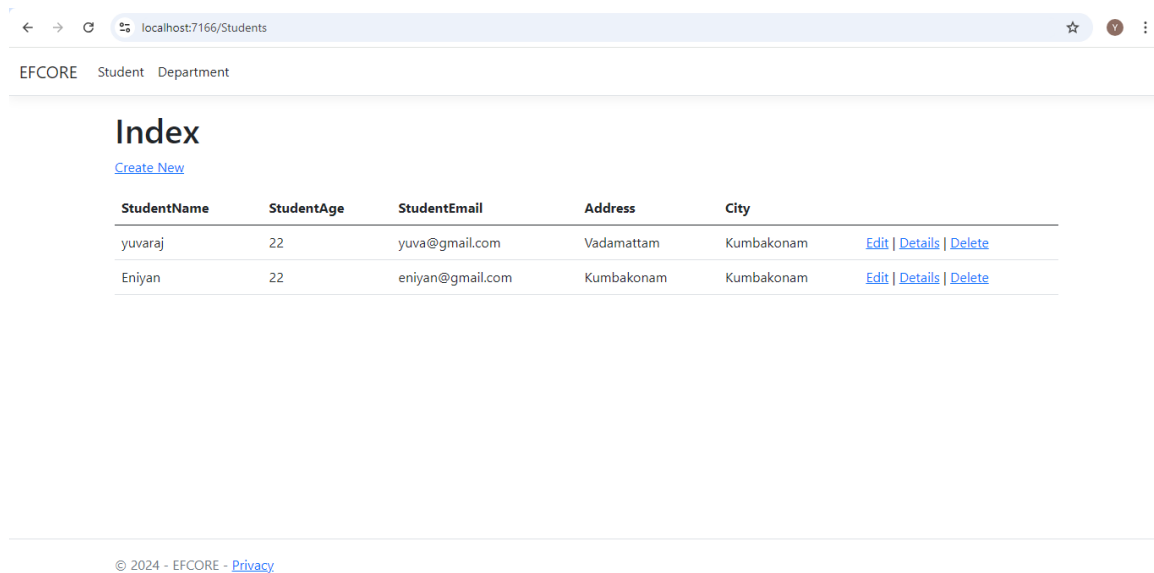 localhost:7166/Students
Y
EFCORE Student Department
Index
Create New
StudentName StudentAge StudentEmail Address City
yuvaraj 22 yuva@gmail.com Vadamattam Kumbakonam Edit | Details | Delete
Eniyan 22 eniyan@gmail.com Kumbakonam Kumbakonam Edit | Details | Delete
© 2024 - EFCORE - Privacy